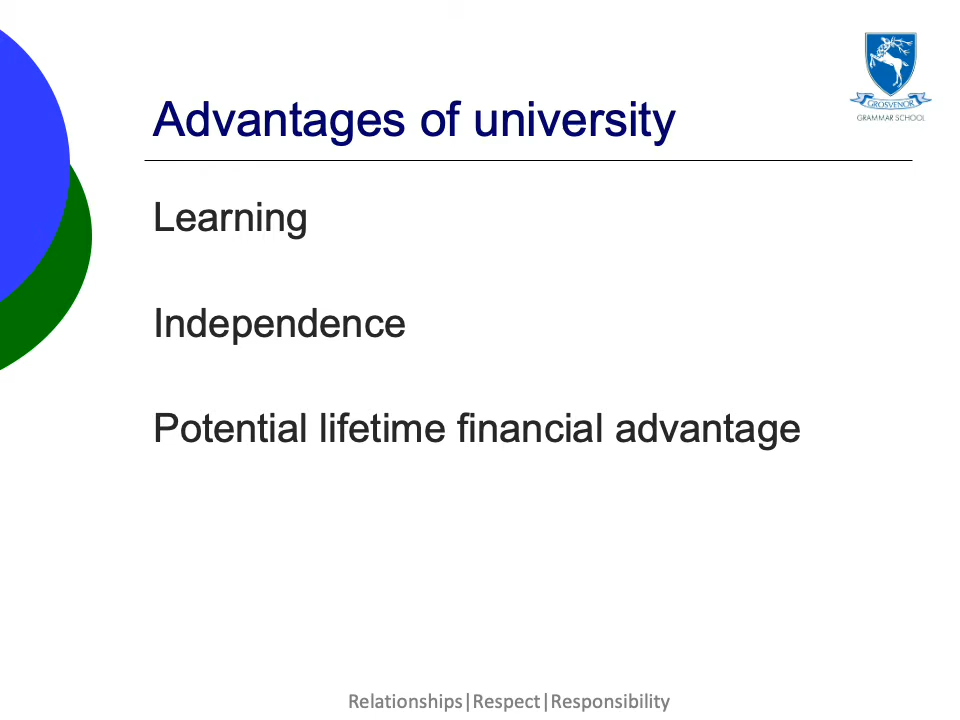 GROSVENOR
GRAMMAR SCHOOL
Advantages of university
Learning
Independence
Potential lifetime financial advantage
Relationships|Respect|Responsibility